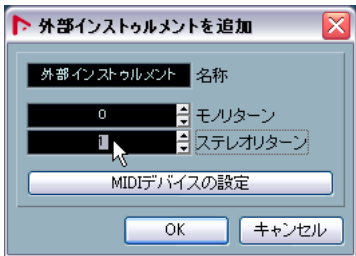 外部インストゥルメントを追加
外部インストゥルメント 名称
0 モノリターン
1 ステレオリターン
MIDIデバイスの設定
OK キャンセル